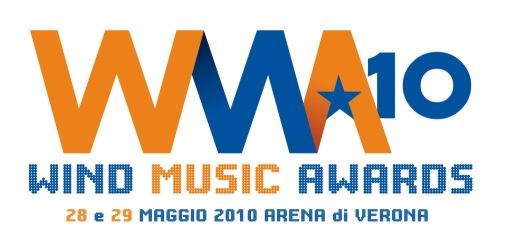 WMA10
WIND MUSIC AWARDS
28 e 29 MAGGIO 2010 ARENA di VERONA